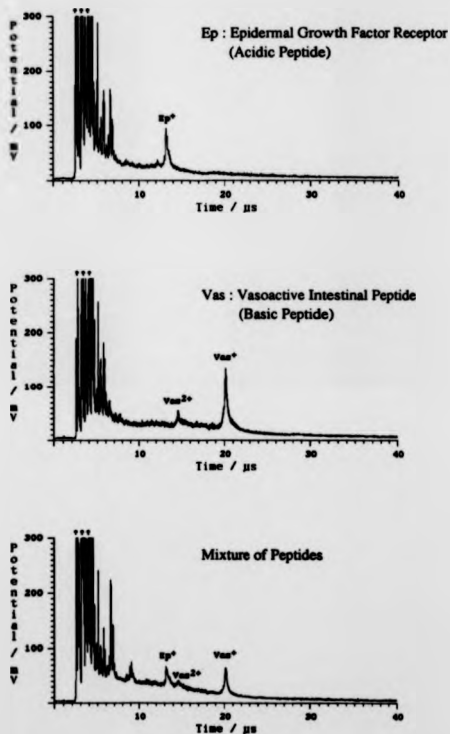 Ep : Epidermal Growth Factor Receptor
(Acidic Peptide)
Potential / mV
300
200
100
Ep⁺
10
20
30
40
Time / µs
Vas : Vasoactive Intestinal Peptide
(Basic Peptide)
Potential / mV
300
200
100
Vas²⁺
Vas⁺
10
20
30
40
Time / µs
Mixture of Peptides
Potential / mV
300
200
100
Ep⁺
Vas²⁺
Vas⁺
10
20
30
40
Time / µs